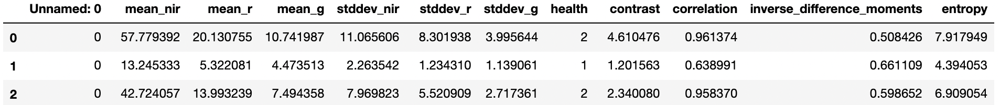 Unnamed: 0 mean_nir mean_r mean_g stddev_nir stddev_r stddev_g health contrast correlation inverse_difference_moments entropy
0 0 57.779392 20.130755 10.741987 11.065606 8.301938 3.995644 2 4.610476 0.961374 0.508426 7.917949
1 0 13.245333 5.322081 4.473513 2.263542 1.234310 1.139061 1 1.201563 0.638991 0.661109 4.394053
2 0 42.724057 13.993239 7.494358 7.969823 5.520909 2.717361 2 2.340080 0.958370 0.598652 6.909054